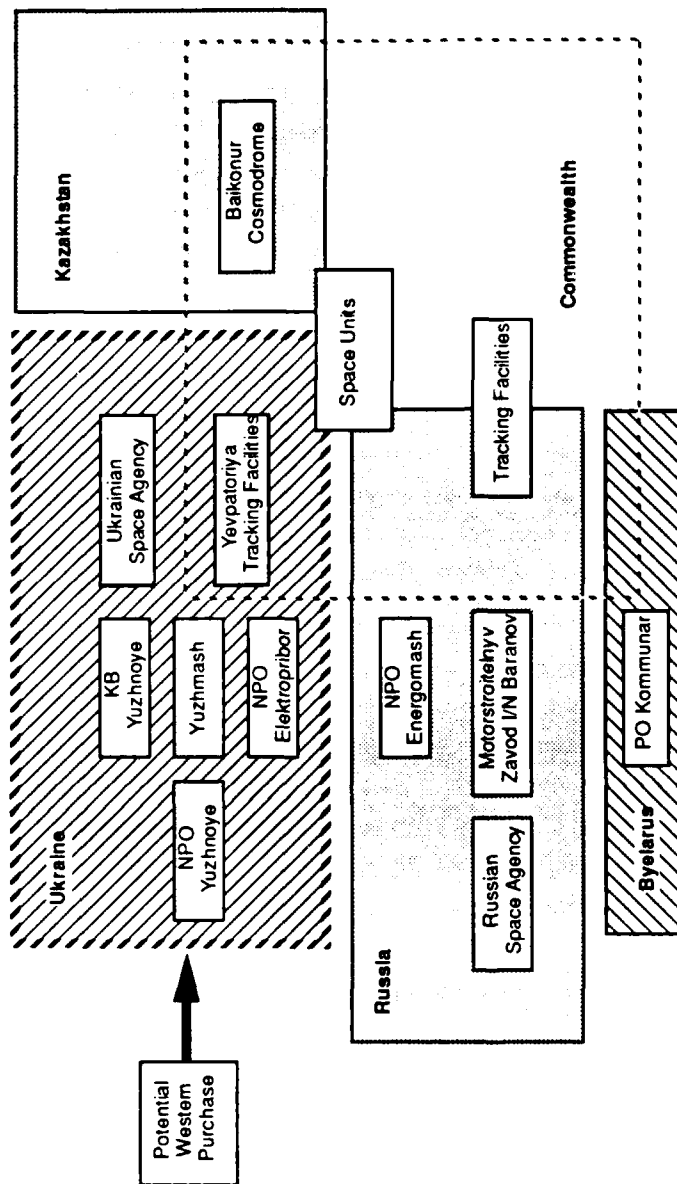 Potential
Western
Purchase
Ukraine
NPO
Yuzhnoye
KB
Yuzhnoye
Yuzhmash
NPO
Elektropribor
Ukrainian
Space Agency
Yevpatoriya
Tracking Facilities
Kazakhstan
Baikonur
Cosmodrome
Space Units
Russia
Russian
Space Agency
NPO
Energomash
Motorstroitelnyv
Zavod I/N Baranov
Tracking Facilities
Commonwealth
Byelarus
PO Kommunar